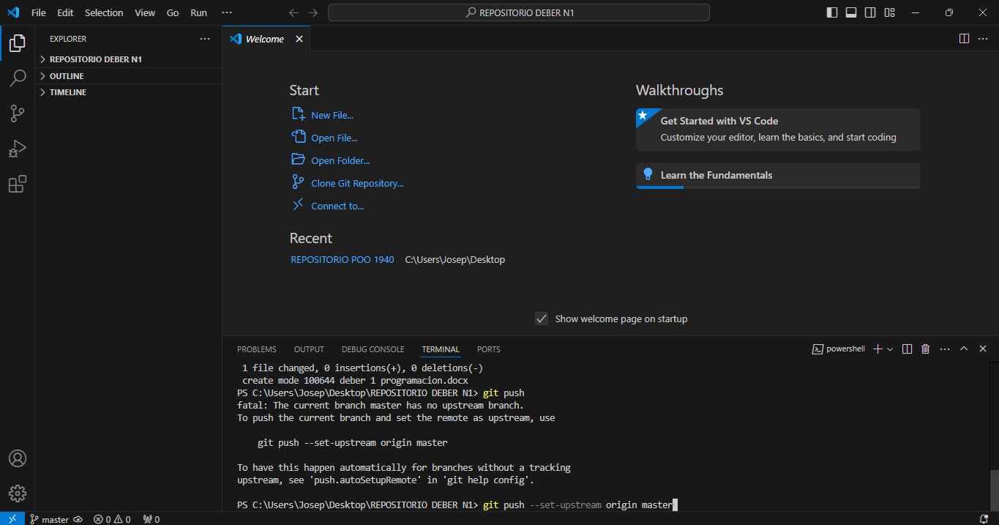 File Edit Selection View Go Run ···
REPOSITORIO DEBER N1
EXPLORER
REPOSITORIO DEBER N1
OUTLINE
TIMELINE
Welcome
Start
New File...
Open File...
Open Folder...
Clone Git Repository...
Connect to...
Recent
REPOSITORIO POO 1940 C:\Users\Josep\Desktop
Walkthroughs
Get Started with VS Code
Customize your editor, learn the basics, and start coding
Learn the Fundamentals
Show welcome page on startup
PROBLEMS OUTPUT DEBUG CONSOLE TERMINAL PORTS
powershell
1 file changed, 0 insertions(+), 0 deletions(-)
create mode 100644 deber 1 programacion.docx
PS C:\Users\Josep\Desktop\REPOSITORIO DEBER N1> git push
fatal: The current branch master has no upstream branch.
To push the current branch and set the remote as upstream, use
git push --set-upstream origin master
To have this happen automatically for branches without a tracking
upstream, see 'push.autoSetupRemote' in 'git help config'.
PS C:\Users\Josep\Desktop\REPOSITORIO DEBER N1> git push --set-upstream origin master
master 0 0 0